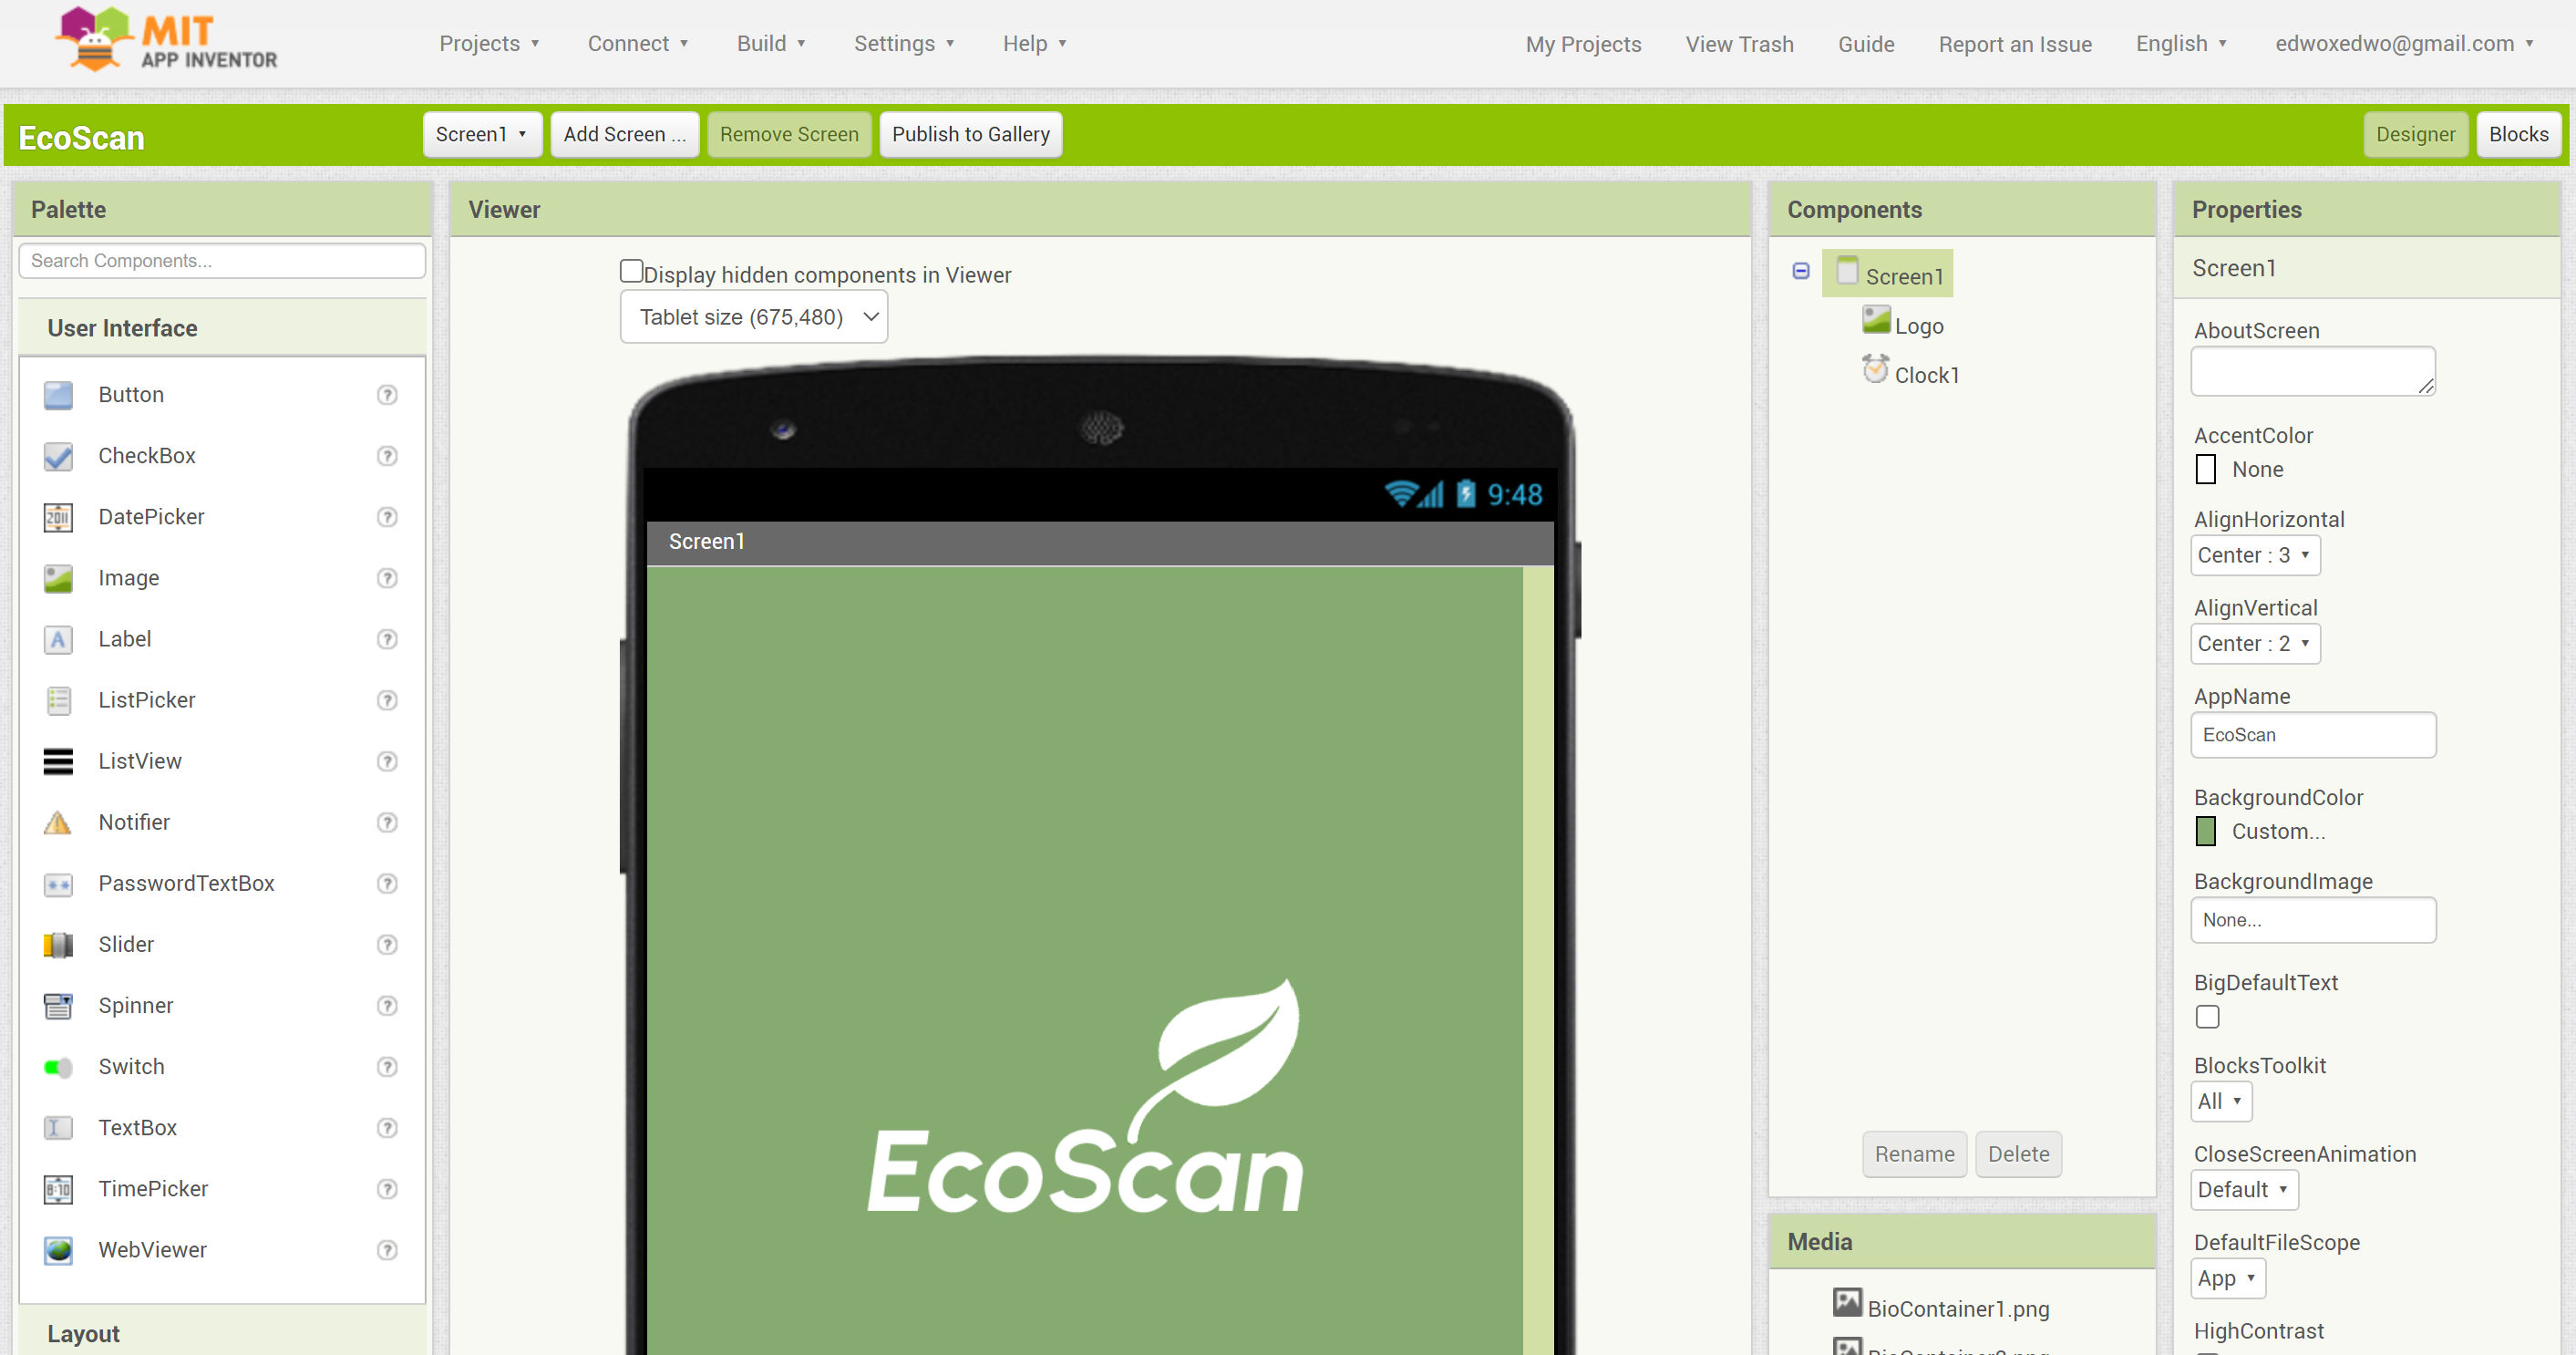 MIT
APP INVENTOR
Projects
Connect
Build
Settings
Help
My Projects
View Trash
Guide
Report an Issue
English
edwoxedwo@gmail.com
EcoScan
Screen1
Add Screen ...
Remove Screen
Publish to Gallery
Designer
Blocks
Palette
Search Components...
User Interface
Button
CheckBox
DatePicker
Image
Label
ListPicker
ListView
Notifier
PasswordTextBox
Slider
Spinner
Switch
TextBox
TimePicker
WebViewer
Layout
Viewer
Display hidden components in Viewer
Tablet size (675,480)
9:48
Screen1
EcoScan
Components
Screen1
Logo
Clock1
Rename
Delete
Media
BioContainer1.png
Properties
Screen1
AboutScreen
AccentColor
None
AlignHorizontal
Center : 3
AlignVertical
Center : 2
AppName
EcoScan
BackgroundColor
Custom...
BackgroundImage
None...
BigDefaultText
BlocksToolkit
All
CloseScreenAnimation
Default
DefaultFileScope
App
HighContrast